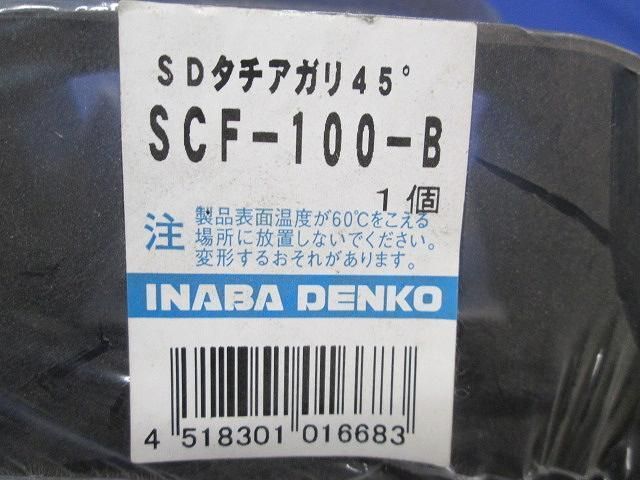 SDタチアガリ45°
SCF-100-B
1個
注 製品表面温度が60℃をこえる
場所に放置しないでください。
変形するおそれがあります。
INABA DENKO
4 518301 016683